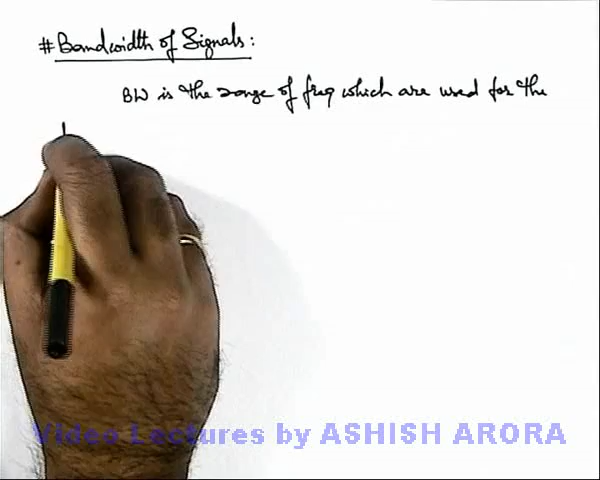 # Bandwidth of Signals:
BW is the range of freq which are used for the
Video Lectures by ASHISH ARORA